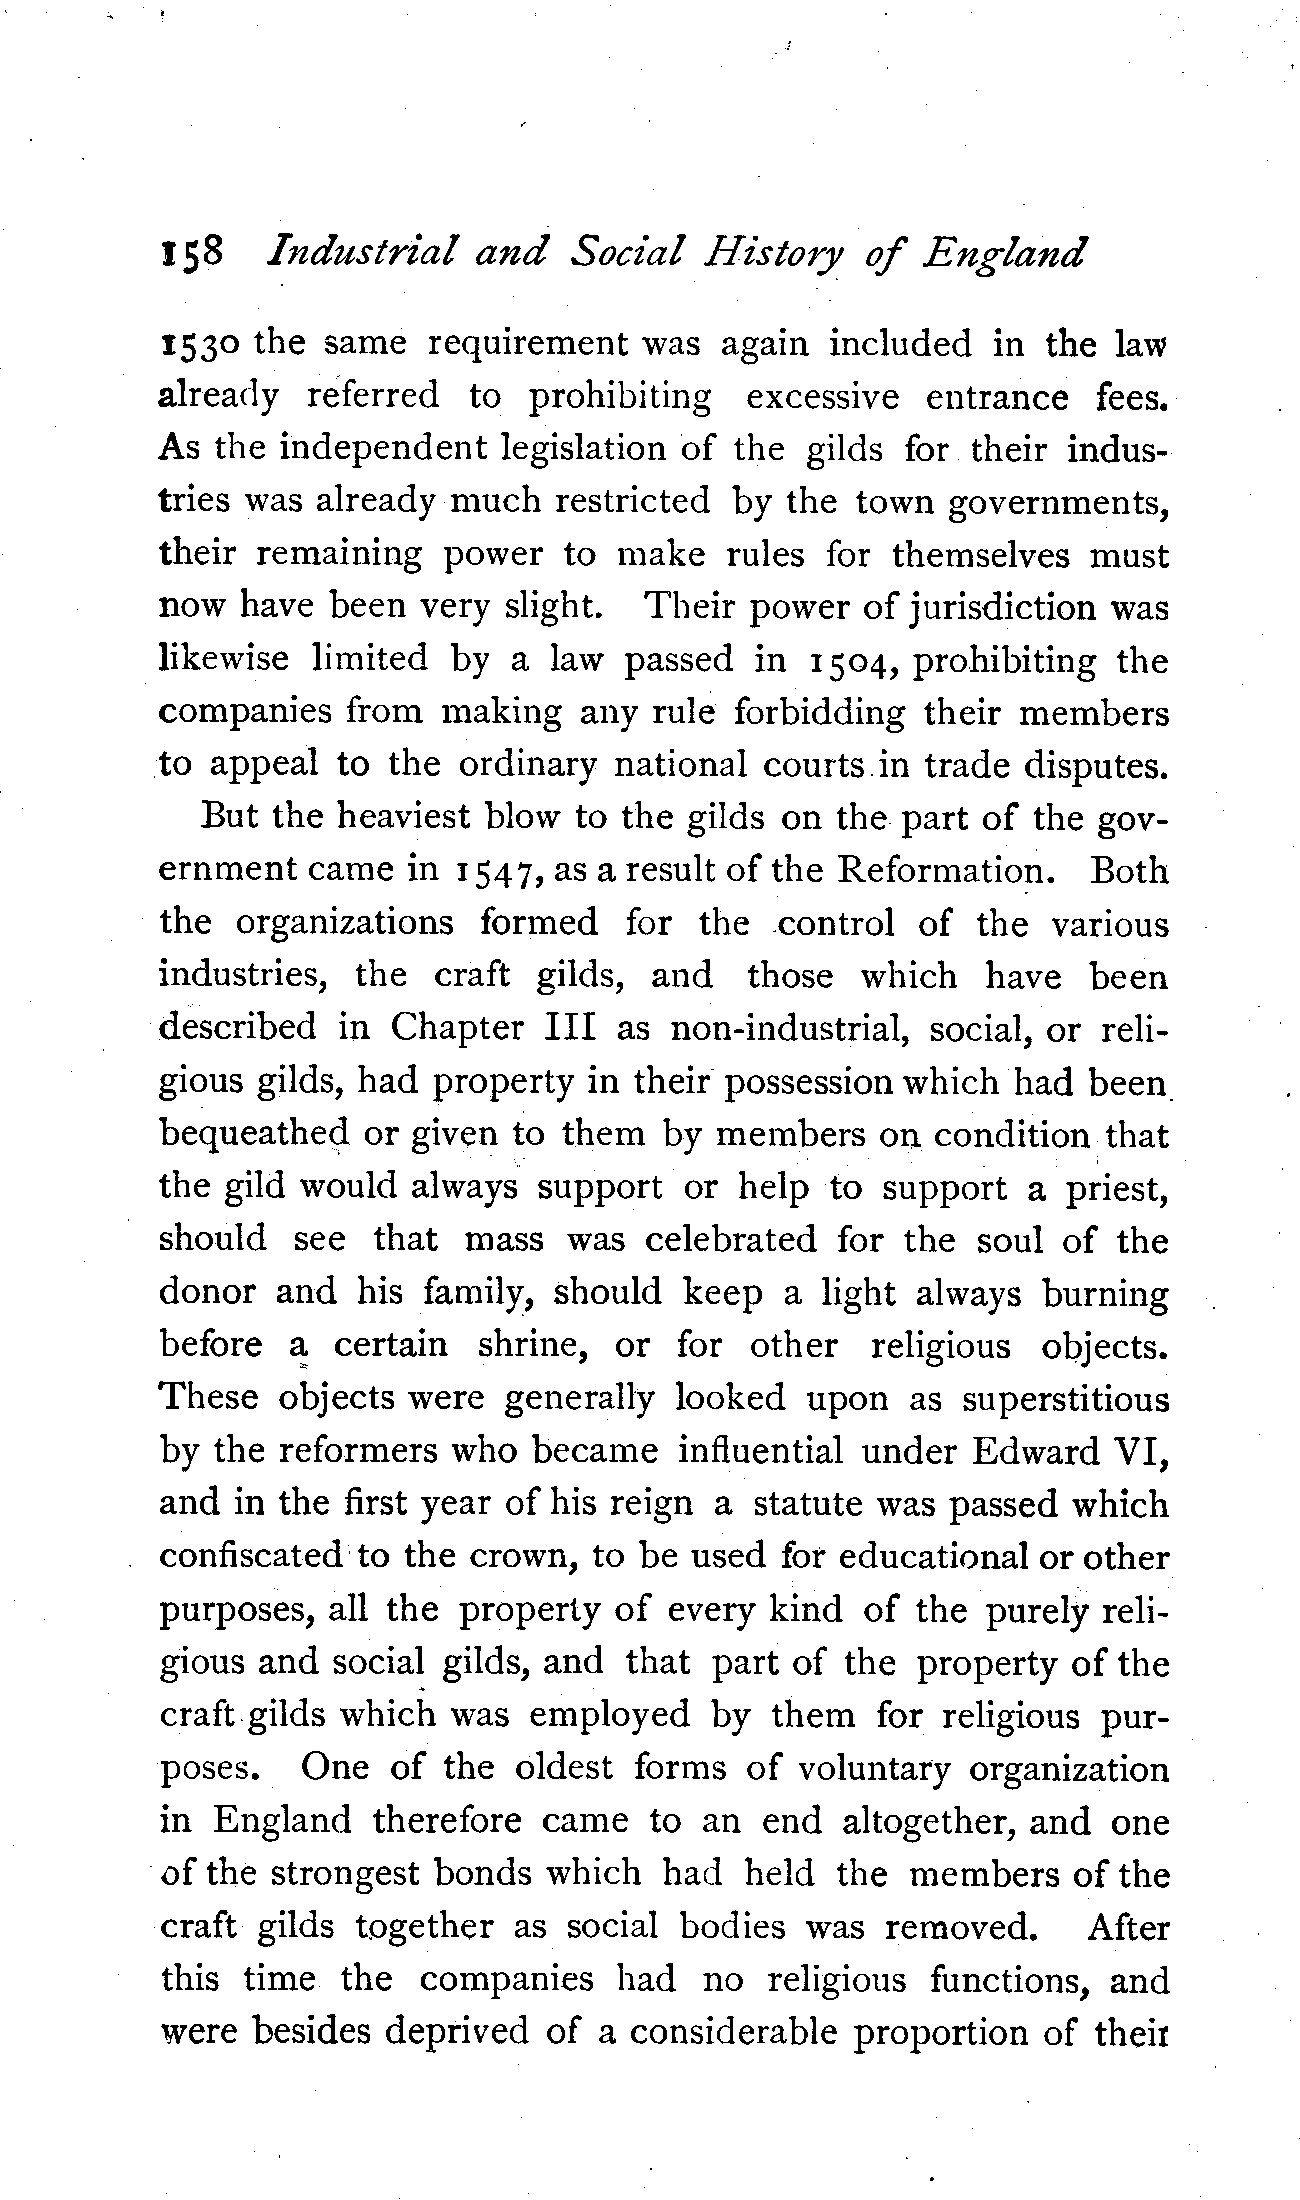 158 Industrial and Social History of England
1530 the same requirement was again included in the law
already referred to prohibiting excessive entrance fees.
As the independent legislation of the gilds for their indus-
tries was already much restricted by the town governments,
their remaining power to make rules for themselves must
now have been very slight. Their power of jurisdiction was
likewise limited by a law passed in 1504, prohibiting the
companies from making any rule forbidding their members
to appeal to the ordinary national courts in trade disputes.
But the heaviest blow to the gilds on the part of the gov-
ernment came in 1547, as a result of the Reformation. Both
the organizations formed for the control of the various
industries, the craft gilds, and those which have been
described in Chapter III as non-industrial, social, or reli-
gious gilds, had property in their possession which had been
bequeathed or given to them by members on condition that
the gild would always support or help to support a priest,
should see that mass was celebrated for the soul of the
donor and his family, should keep a light always burning
before a certain shrine, or for other religious objects.
These objects were generally looked upon as superstitious
by the reformers who became influential under Edward VI,
and in the first year of his reign a statute was passed which
confiscated to the crown, to be used for educational or other
purposes, all the property of every kind of the purely reli-
gious and social gilds, and that part of the property of the
craft gilds which was employed by them for religious pur-
poses. One of the oldest forms of voluntary organization
in England therefore came to an end altogether, and one
of the strongest bonds which had held the members of the
craft gilds together as social bodies was removed. After
this time the companies had no religious functions, and
were besides deprived of a considerable proportion of their